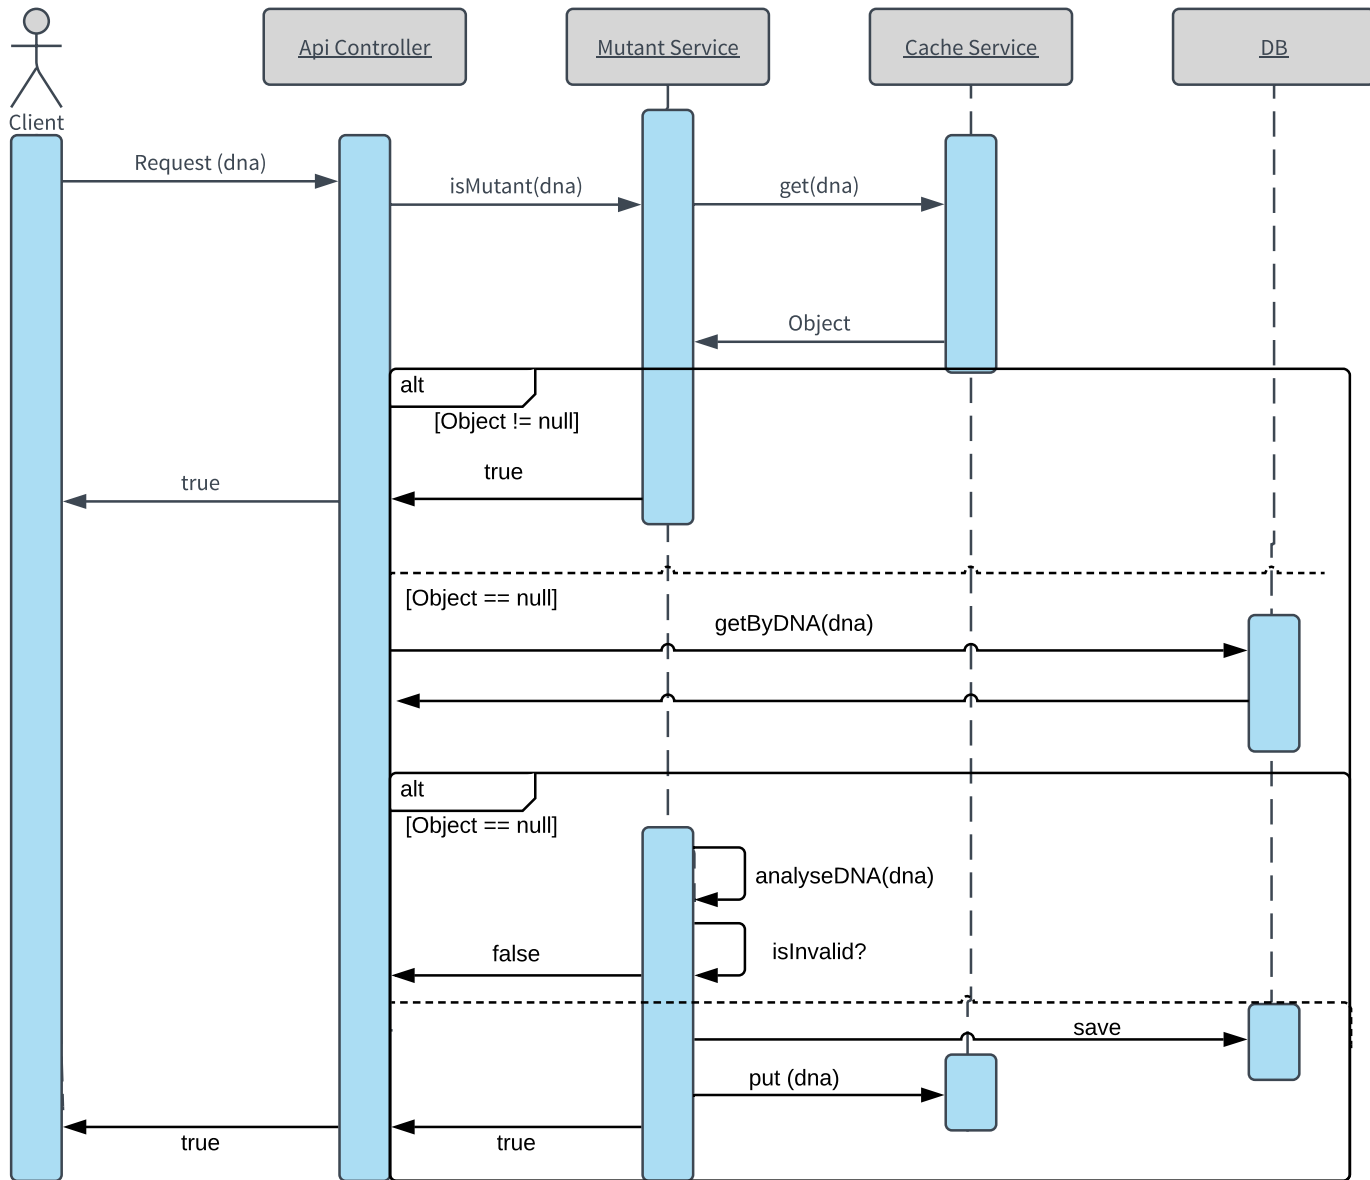 Api Controller
Mutant Service
Cache Service
DB
Client
Request (dna)
isMutant(dna)
get(dna)
Object
alt
[Object != null]
true
true
[Object == null]
getByDNA(dna)
alt
[Object == null]
analyseDNA(dna)
false
isInvalid?
save
put (dna)
true
true